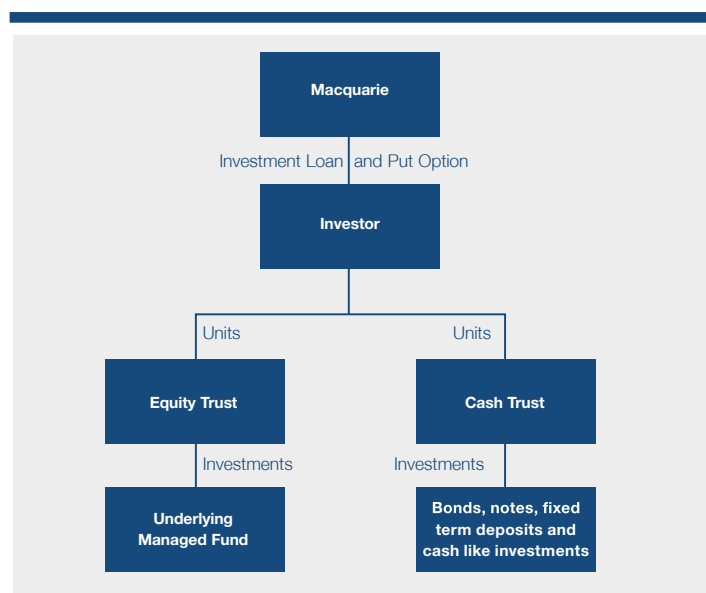 Macquarie
Investment Loan and Put Option
Investor
Units
Units
Equity Trust
Cash Trust
Investments
Investments
Underlying
Managed Fund
Bonds, notes, fixed
term deposits and
cash like investments